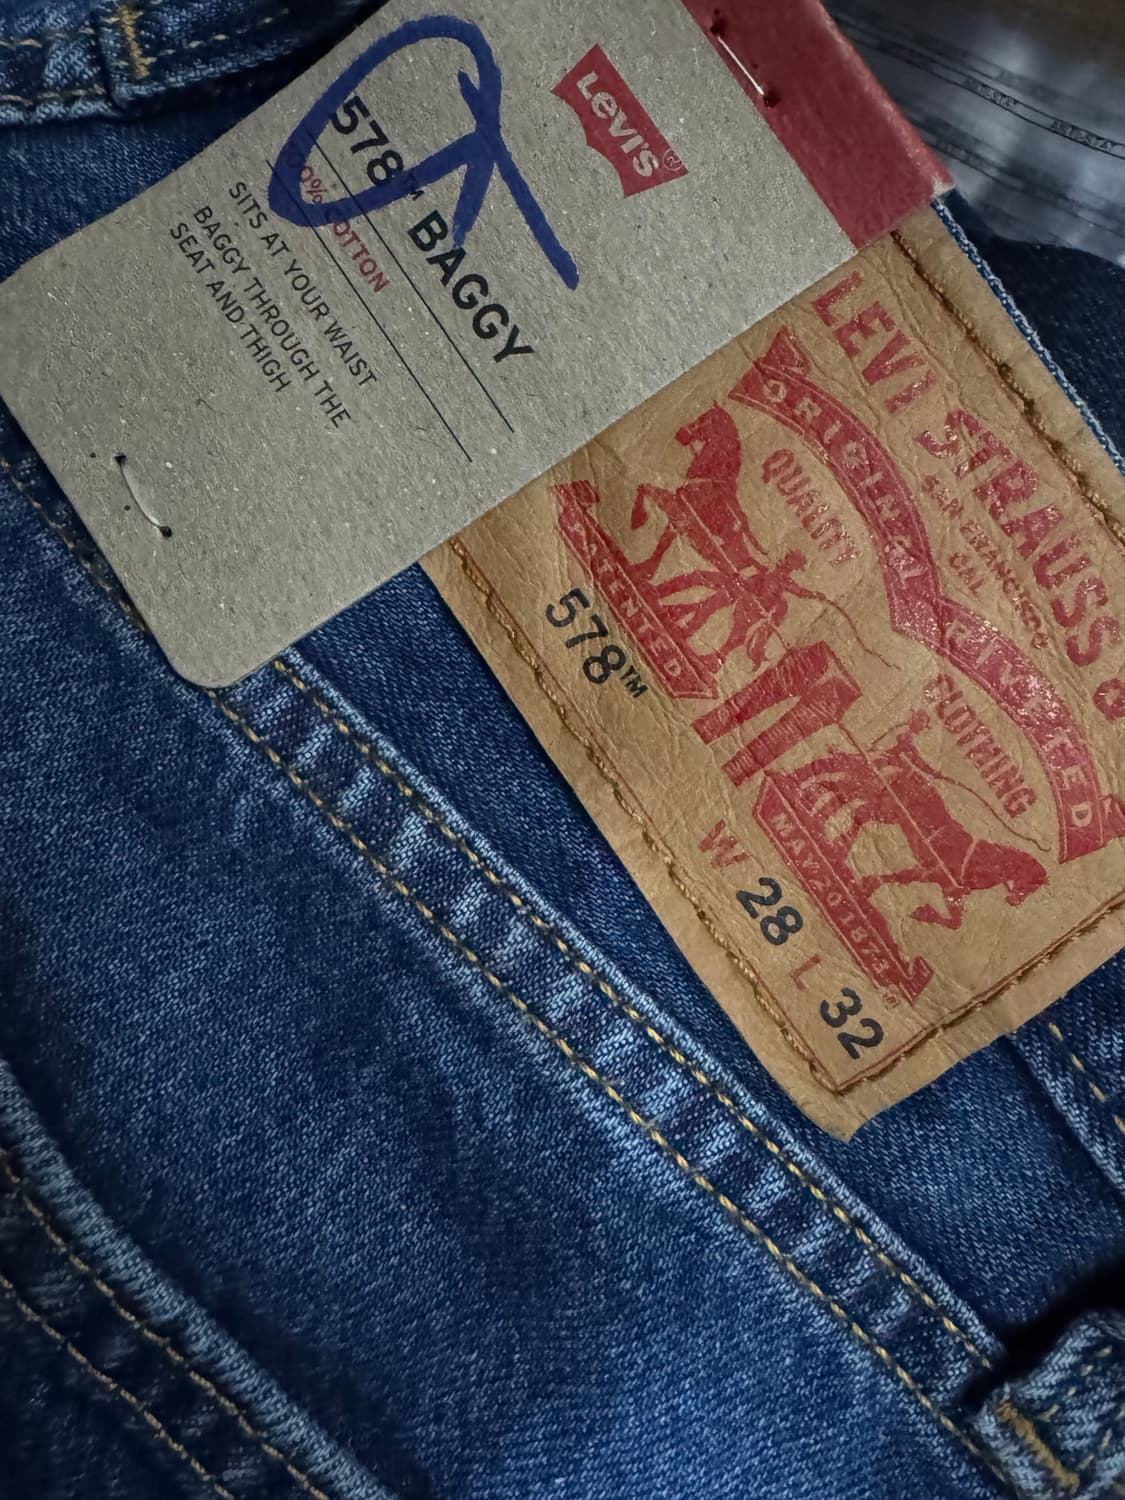 Levi's®
578™ BAGGY
COTTON
SITS AT YOUR WAIST
BAGGY THROUGH THE
SEAT AND THIGH
LEVI STRAUSS &
SAN FRANCISCO
CAL
ORIGINAL RIVETED
QUALITY CLOTHING
PATENTED
MAY 20 1873
578™
W 28 L 32